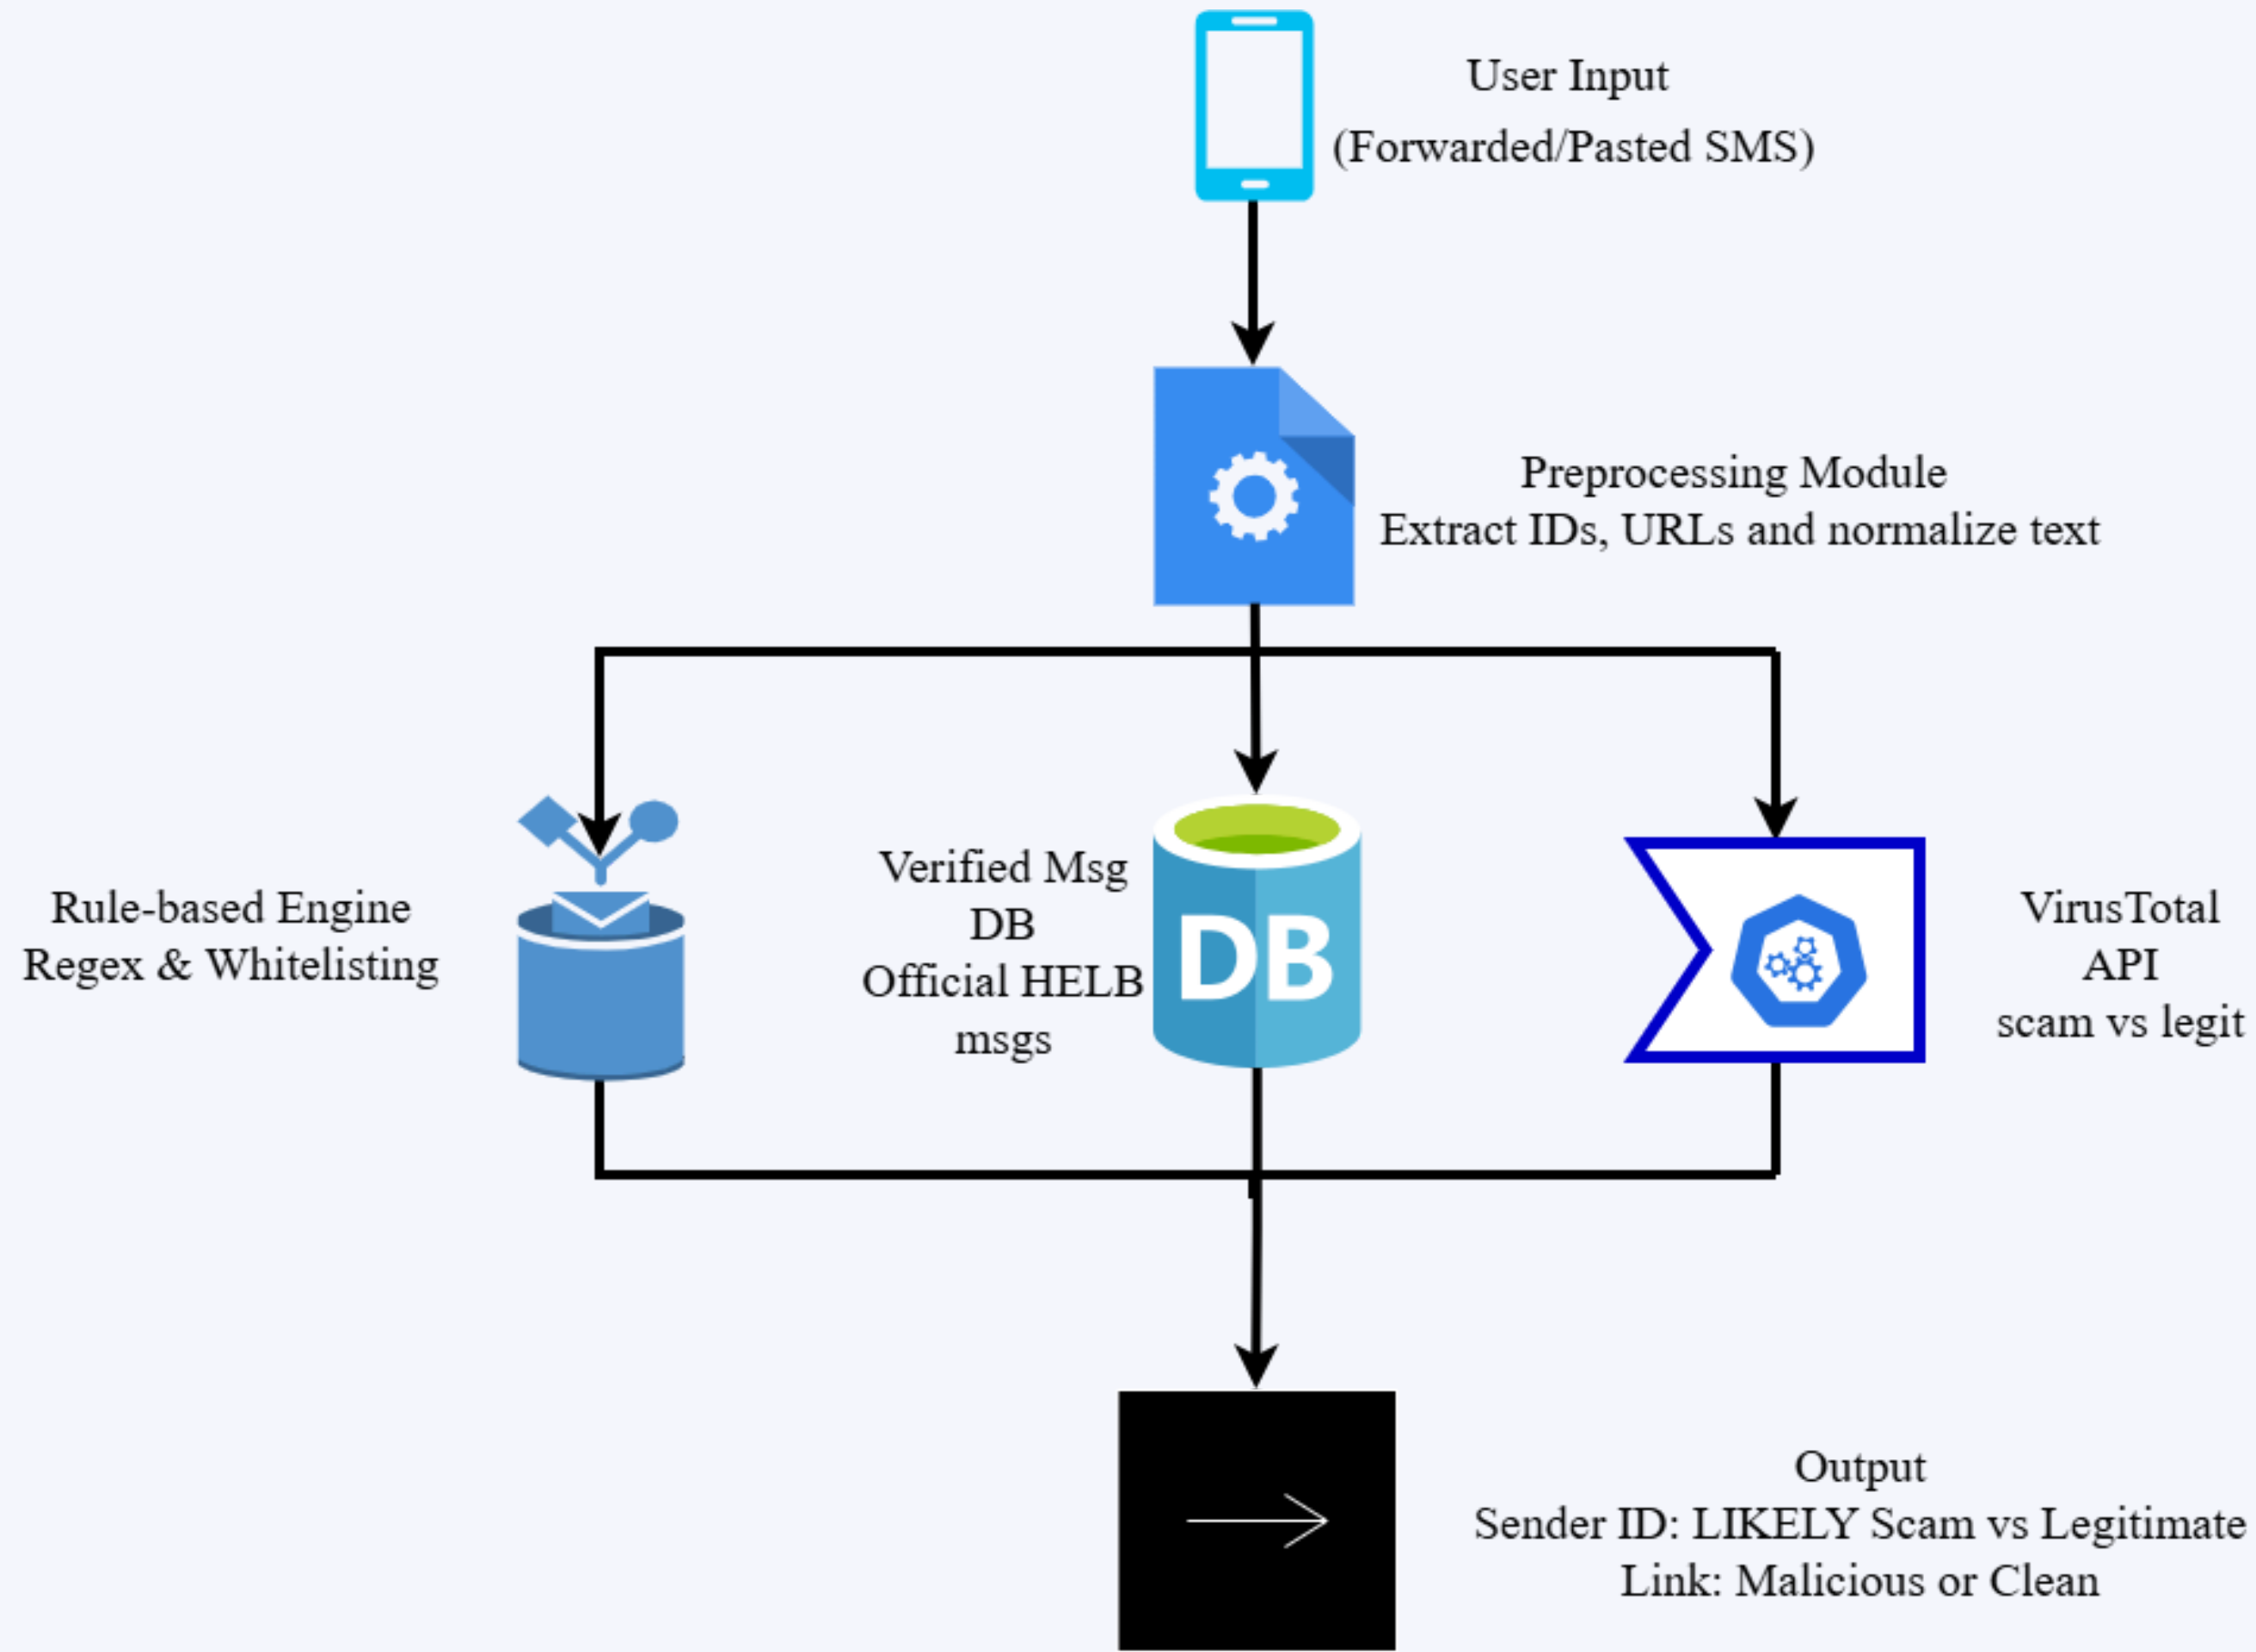 User Input
(Forwarded/Pasted SMS)
Preprocessing Module
Extract IDs, URLs and normalize text
Rule-based Engine
Regex & Whitelisting
Verified Msg
DB
Official HELB
msgs
DB
VirusTotal
API
scam vs legit
Output
Sender ID: LIKELY Scam vs Legitimate
Link: Malicious or Clean